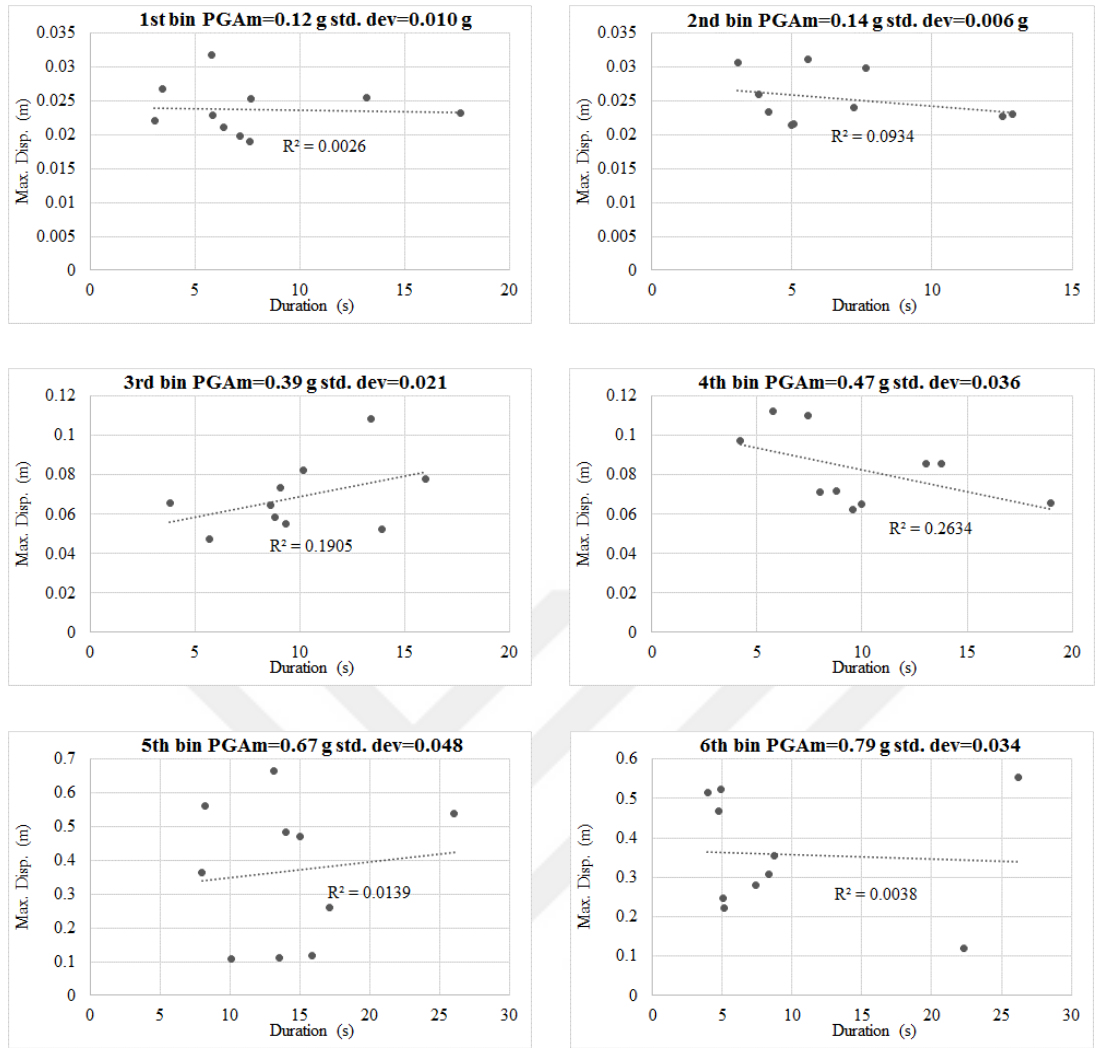 1st bin PGAm=0.12 g std. dev=0.010 g
0.035
0.03
0.025
0.02
0.015
0.01
0.005
0
Max. Disp. (m)
R² = 0.0026
0 5 10 15 20
Duration (s)
2nd bin PGAm=0.14 g std. dev=0.006 g
0.035
0.03
0.025
0.02
0.015
0.01
0.005
0
Max. Disp. (m)
R² = 0.0934
0 5 10 15
Duration (s)
3rd bin PGAm=0.39 g std. dev=0.021
0.12
0.1
0.08
0.06
0.04
0.02
0
Max. Disp. (m)
R² = 0.1905
0 5 10 15 20
Duration (s)
4th bin PGAm=0.47 g std. dev=0.036
0.12
0.1
0.08
0.06
0.04
0.02
0
Max. Disp. (m)
R² = 0.2634
0 5 10 15 20
Duration (s)
5th bin PGAm=0.67 g std. dev=0.048
0.7
0.6
0.5
0.4
0.3
0.2
0.1
0
Max. Disp. (m)
R² = 0.0139
0 5 10 15 20 25 30
Duration (s)
6th bin PGAm=0.79 g std. dev=0.034
0.6
0.5
0.4
0.3
0.2
0.1
0
Max. Disp. (m)
R² = 0.0038
0 5 10 15 20 25 30
Duration (s)